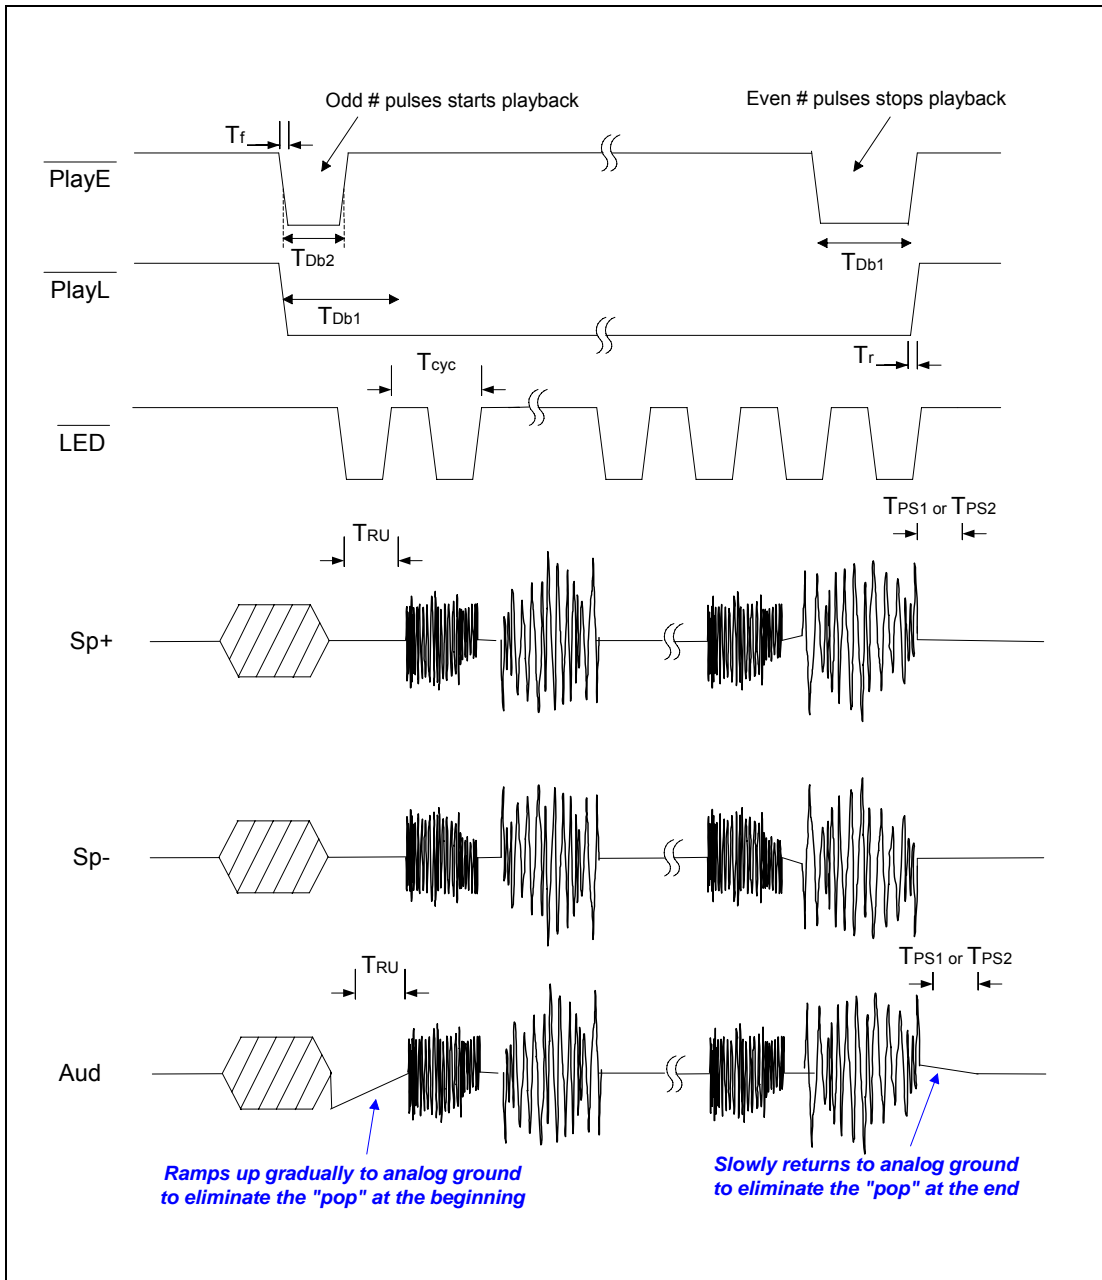 Odd # pulses starts playback
Even # pulses stops playback
Tf
PlayE
TDb2
TDb1
PlayL
TDb1
Tr
Tcyc
LED
TPS1 or TPS2
TRU
Sp+
Sp-
TRU
TPS1 or TPS2
Aud
Ramps up gradually to analog ground
to eliminate the "pop" at the beginning
Slowly returns to analog ground
to eliminate the "pop" at the end